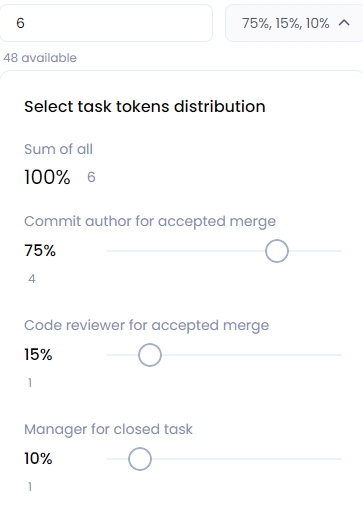 6
75%, 15%, 10%
48 available
Select task tokens distribution
Sum of all
100% 6
Commit author for accepted merge
75%
4
Code reviewer for accepted merge
15%
1
Manager for closed task
10%
1